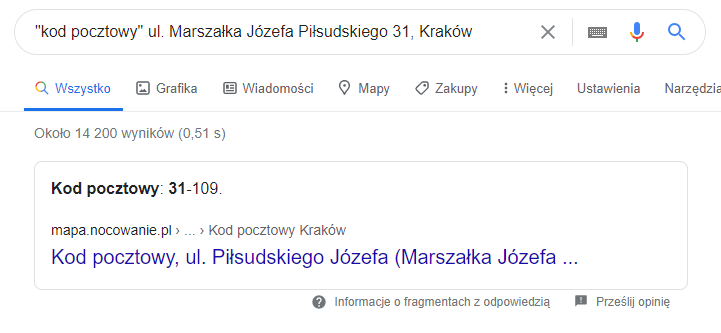 "kod pocztowy" ul. Marszałka Józefa Piłsudskiego 31, Kraków
Wszystko Grafika Wiadomości Mapy Zakupy Więcej Ustawienia Narzędzia
Około 14 200 wyników (0,51 s)
Kod pocztowy: 31-109.
mapa.nocowanie.pl › ... › Kod pocztowy Kraków
Kod pocztowy, ul. Piłsudskiego Józefa (Marszałka Józefa ...
Informacje o fragmentach z odpowiedzią Prześlij opinię